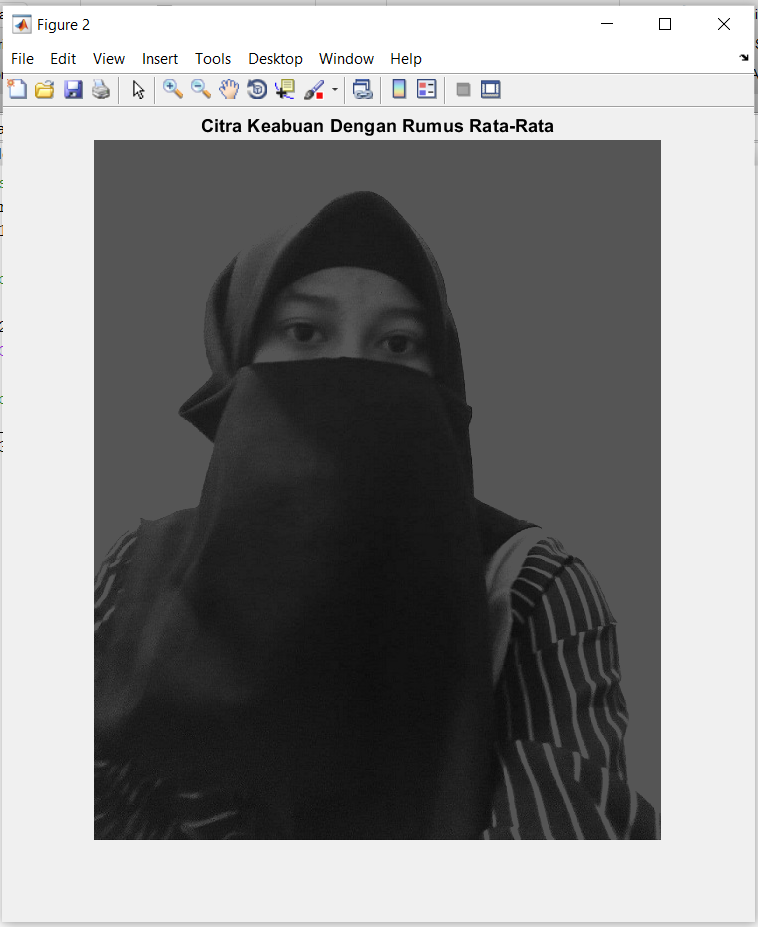 Figure 2
File Edit View Insert Tools Desktop Window Help
Citra Keabuan Dengan Rumus Rata-Rata